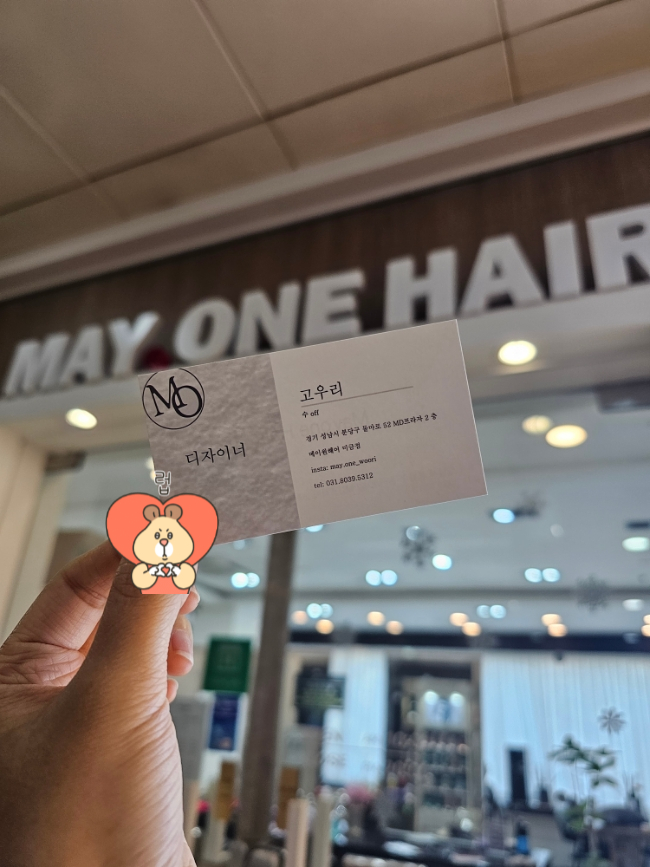 MAY ONE HAIR
MO
디자이너
고우리
수 off
경기 성남시 분당구 돌마로 52 MD프라자 2 층
메이원헤어 미금점
insta: may.one_woori
tel: 031.8039.5312
럽